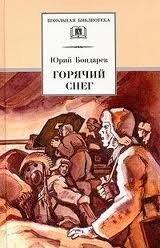 ШКОЛЬНАЯ БИБЛИОТЕКА
Юрий Бондарев
ГОРЯЧИЙ СНЕГ